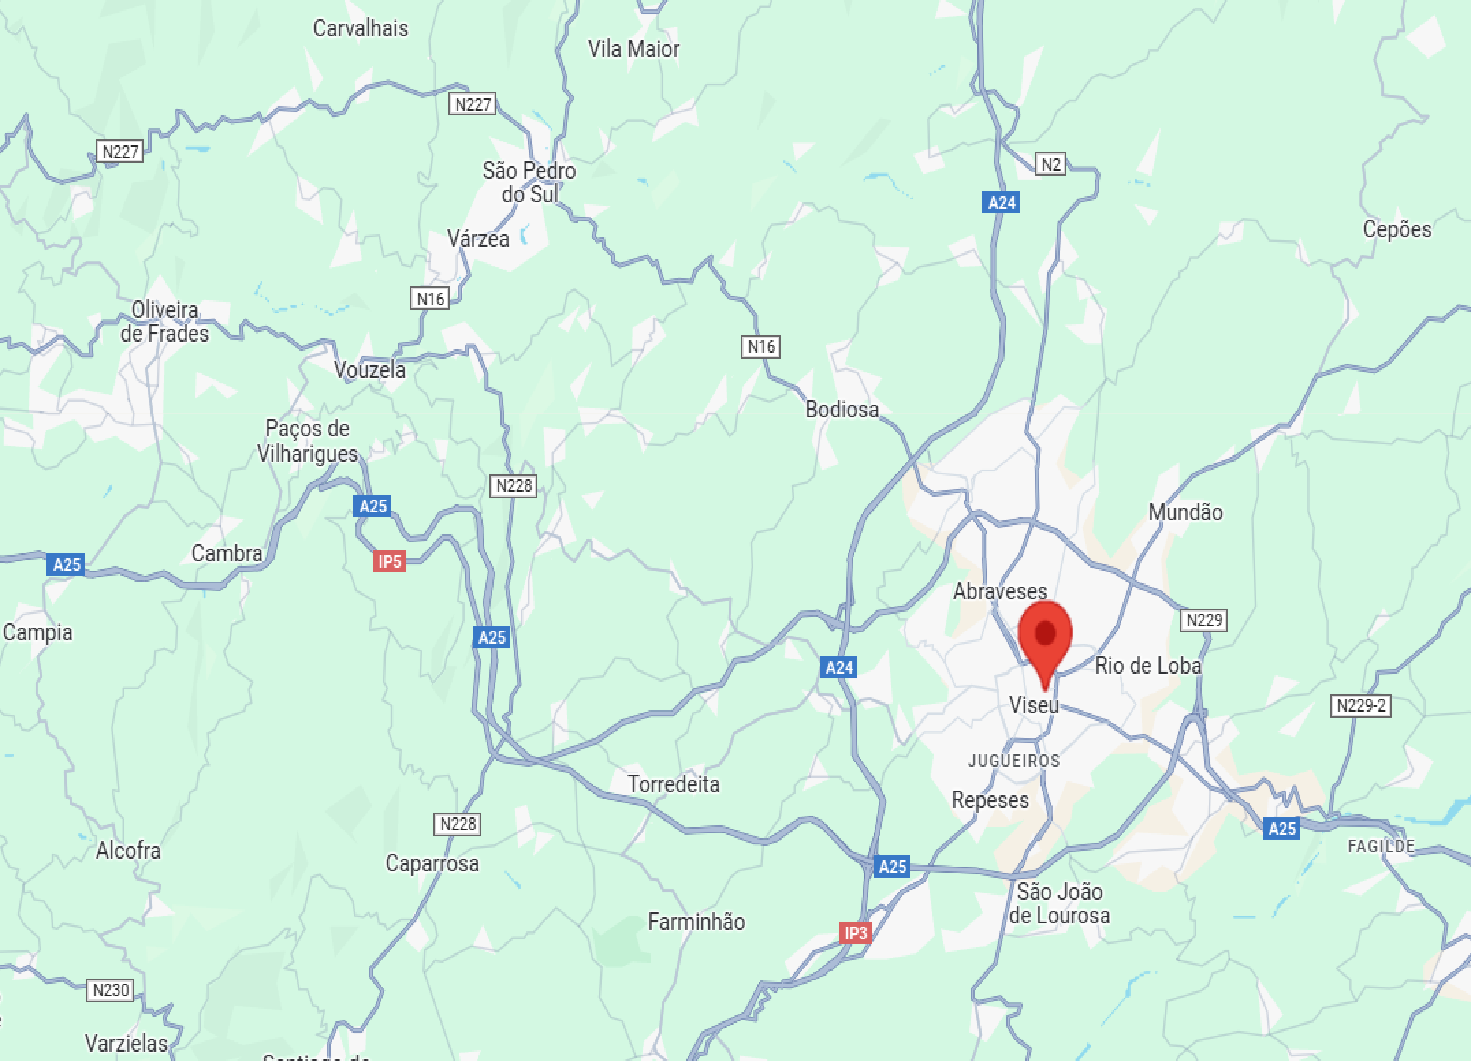 Carvalhais
Vila Maior
N227
N227
N2
São Pedro
do Sul
A24
Cepões
Várzea
N16
Oliveira
de Frades
N16
Vouzela
Bodiosa
Paços de
Vilharigues
N228
A25
Mundão
Cambra
IP5
A25
Abraveses
N229
Campia
A25
A24
Rio de Loba
Viseu
N229-2
JUGUEIROS
Torredeita
Repeses
N228
A25
Alcofra
FAGILDE
Caparrosa
A25
São João
de Lourosa
Farminhão
IP3
N230
Varzielas